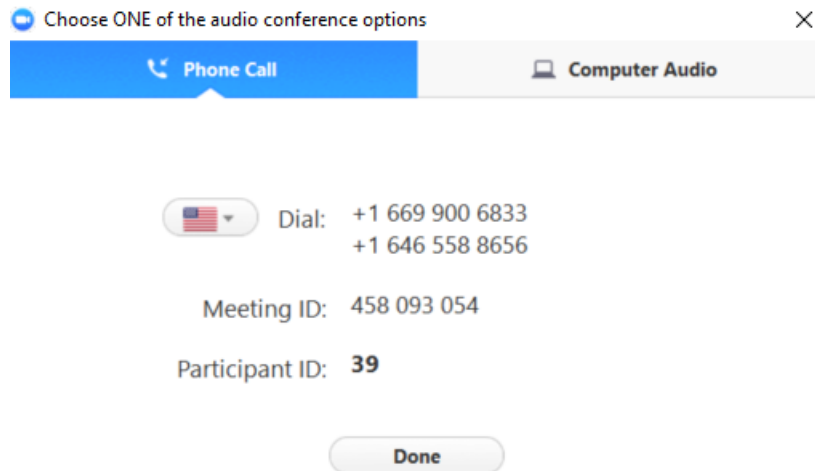 Choose ONE of the audio conference options
Phone Call
Computer Audio
Dial: +1 669 900 6833
+1 646 558 8656
Meeting ID: 458 093 054
Participant ID: 39
Done